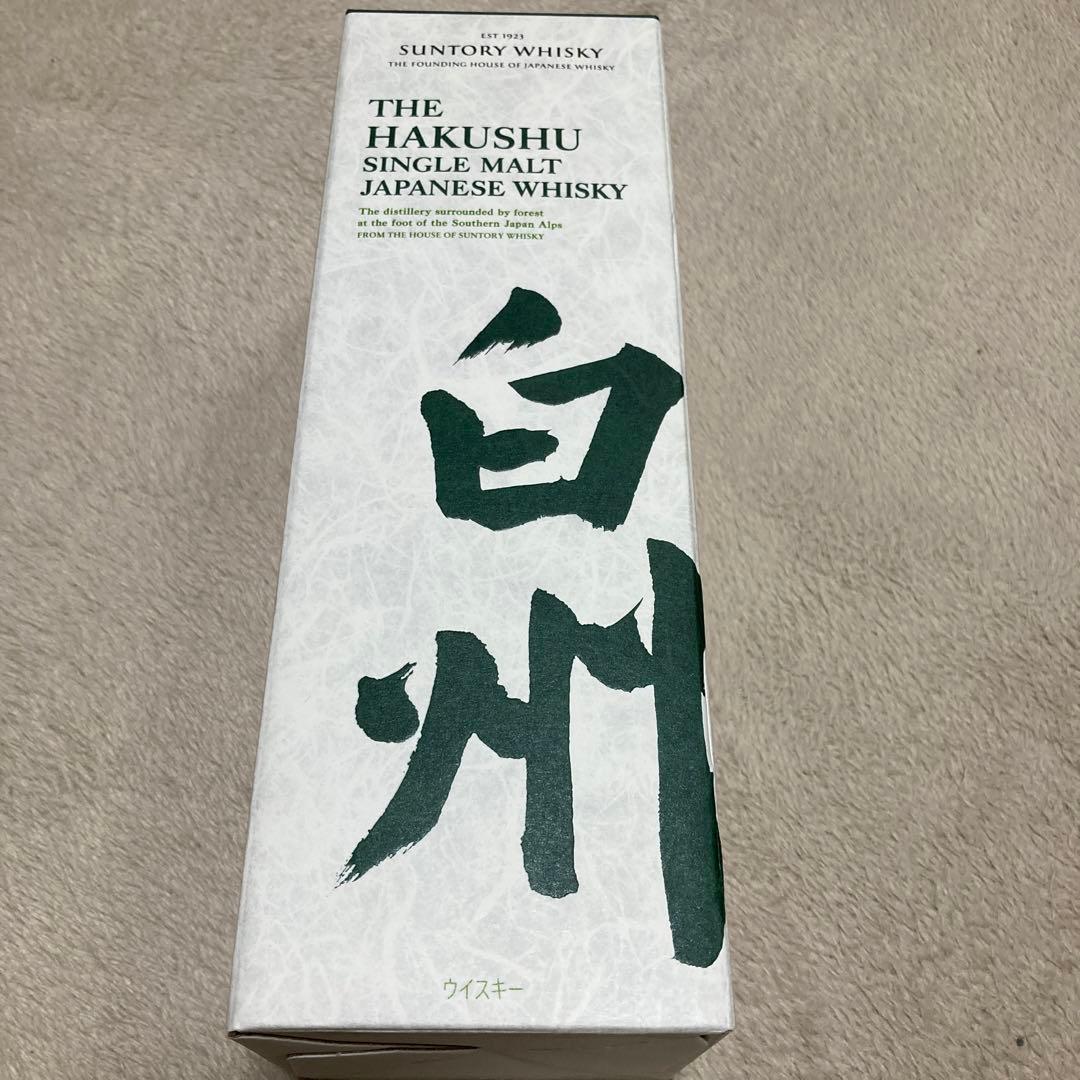 EST 1923
SUNTORY WHISKY
THE FOUNDING HOUSE OF JAPANESE WHISKY
THE
HAKUSHU
SINGLE MALT
JAPANESE WHISKY
The distillery surrounded by forest
at the foot of the Southern Japan Alps
FROM THE HOUSE OF SUNTORY WHISKY
白州
ウイスキー